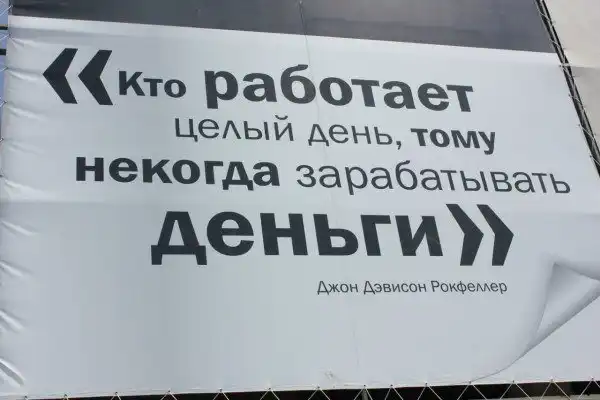 «Кто работает
целый день, тому
некогда зарабатывать
деньги»
Джон Дэвисон Рокфеллер